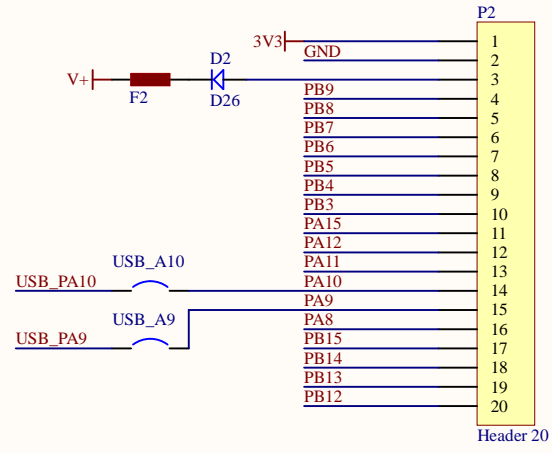 P2
3V3
1
GND
2
D2
V+
3
F2
D26
PB9
4
PB8
5
PB7
6
PB6
7
PB5
8
PB4
9
PB3
10
PA15
11
PA12
12
USB_A10
PA11
13
USB_PA10
PA10
14
PA9
15
USB_A9
PA8
16
USB_PA9
PB15
17
PB14
18
PB13
19
PB12
20
Header 20